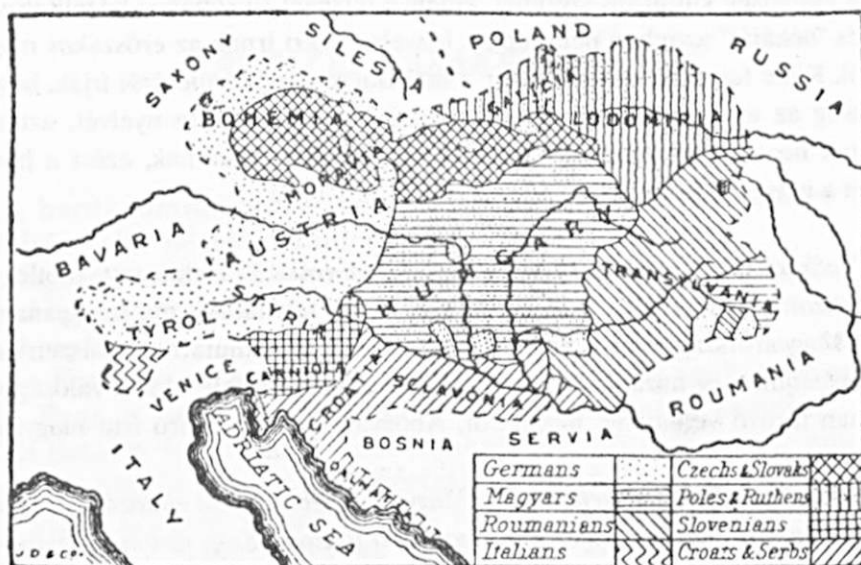 SAXONY
SILESIA
POLAND
RUSSIA
BOHEMIA
GALICIA
LODOMIR
MORAVIA
BAVARIA
AUSTRIA
HUNGARY
TRANSYLVANIA
TYROL
STYRIA
VENICE
CARNIOLA
CROATIA
SCLAVONIA
ROUMANIA
BOSNIA
SERVIA
DALMATIA
ITALY
ADRIATIC
SEA
Germans
Czechs & Slovaks
Magyars
Poles & Ruthens
Roumanians
Slovenians
Italians
Croats & Serbs